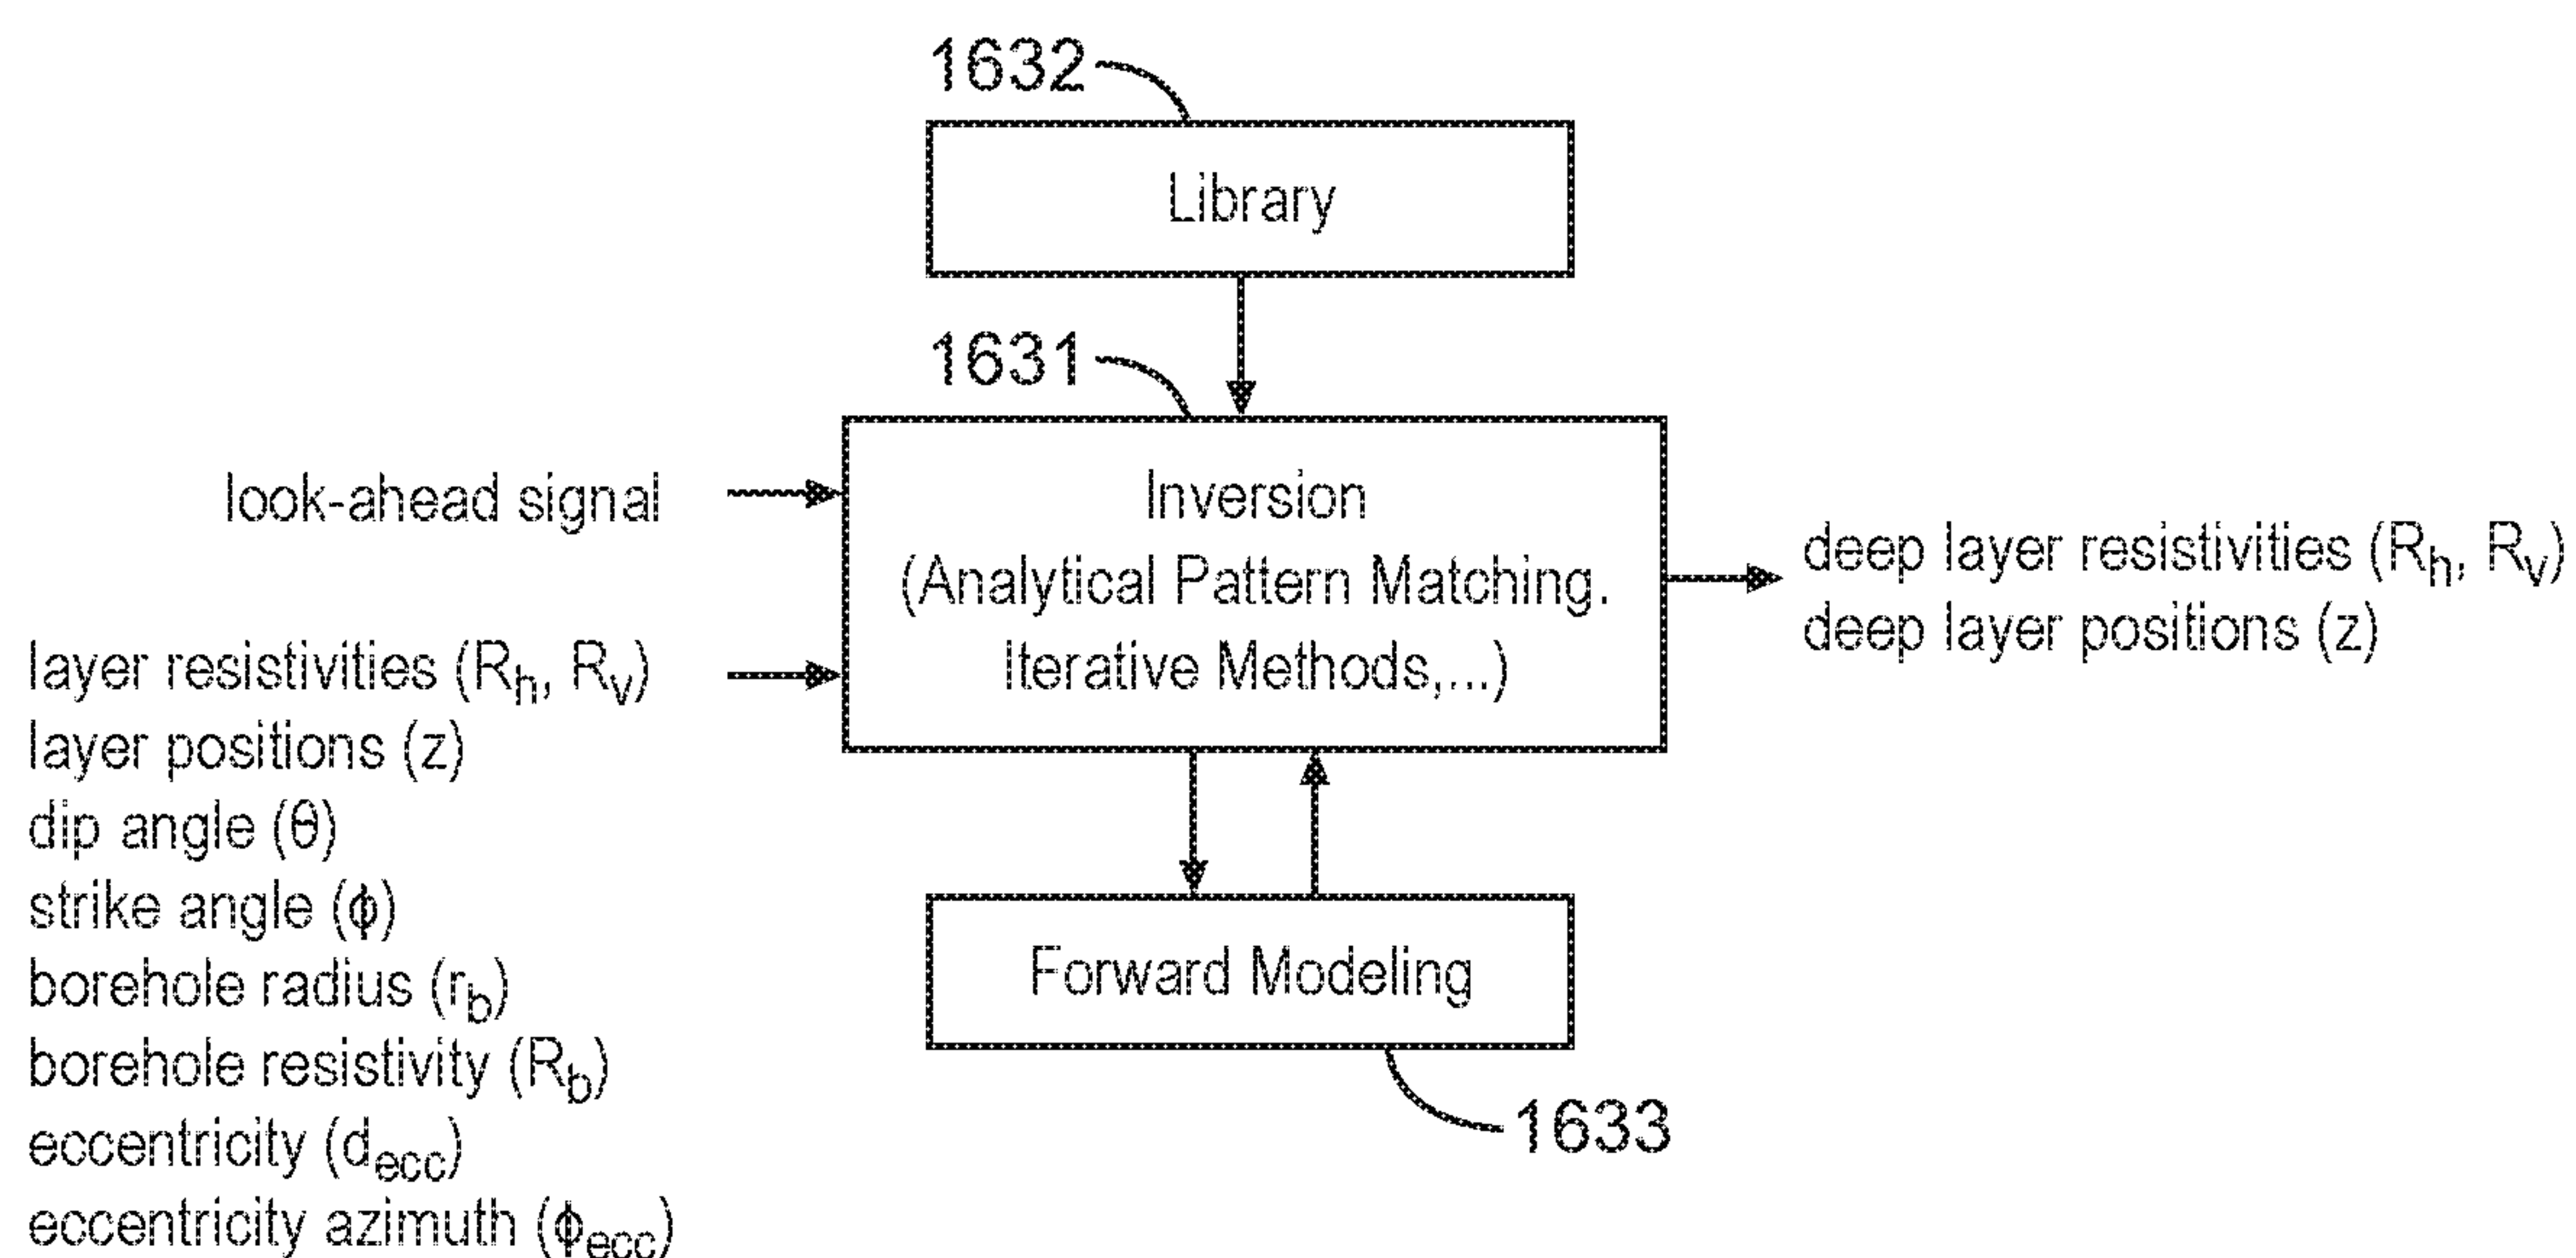 1632
Library
1631
look-ahead signal
Inversion
(Analytical Pattern Matching.
Iterative Methods,...)
deep layer resistivities (Rh, Rv)
deep layer positions (z)
layer resistivities (Rh, Rv)
layer positions (z)
dip angle (θ)
strike angle (ϕ)
borehole radius (rb)
borehole resistivity (Rb)
eccentricity (decc)
eccentricity azimuth (ϕecc)
Forward Modeling
1633